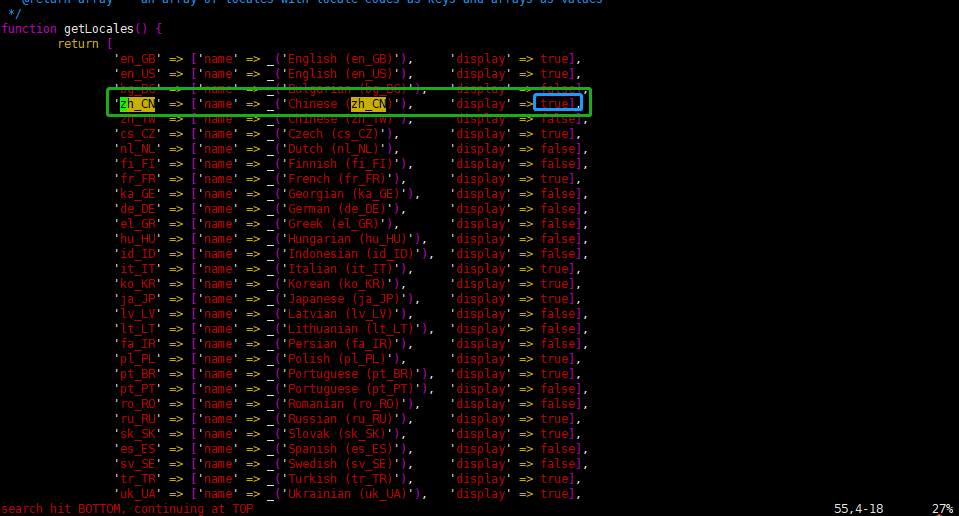 @return array an array of locales with locale codes as keys and arrays as values
*/
function getLocales() {
return [
'en_GB' => ['name' => _('English (en_GB)'), 'display' => true],
'en_US' => ['name' => _('English (en_US)'), 'display' => true],
'bg_BG' => ['name' => _('Bulgarian (bg_BG)'), 'display' => false],
'zh_CN' => ['name' => _('Chinese (zh_CN)'), 'display' => true],
'zh_TW' => ['name' => _('Chinese (zh_TW)'), 'display' => false],
'cs_CZ' => ['name' => _('Czech (cs_CZ)'), 'display' => true],
'nl_NL' => ['name' => _('Dutch (nl_NL)'), 'display' => false],
'fi_FI' => ['name' => _('Finnish (fi_FI)'), 'display' => false],
'fr_FR' => ['name' => _('French (fr_FR)'), 'display' => true],
'ka_GE' => ['name' => _('Georgian (ka_GE)'), 'display' => false],
'de_DE' => ['name' => _('German (de_DE)'), 'display' => false],
'el_GR' => ['name' => _('Greek (el_GR)'), 'display' => false],
'hu_HU' => ['name' => _('Hungarian (hu_HU)'), 'display' => true],
'id_ID' => ['name' => _('Indonesian (id_ID)'), 'display' => false],
'it_IT' => ['name' => _('Italian (it_IT)'), 'display' => true],
'ko_KR' => ['name' => _('Korean (ko_KR)'), 'display' => true],
'ja_JP' => ['name' => _('Japanese (ja_JP)'), 'display' => true],
'lv_LV' => ['name' => _('Latvian (lv_LV)'), 'display' => false],
'lt_LT' => ['name' => _('Lithuanian (lt_LT)'), 'display' => false],
'fa_IR' => ['name' => _('Persian (fa_IR)'), 'display' => false],
'pl_PL' => ['name' => _('Polish (pl_PL)'), 'display' => true],
'pt_BR' => ['name' => _('Portuguese (pt_BR)'), 'display' => true],
'pt_PT' => ['name' => _('Portuguese (pt_PT)'), 'display' => false],
'ro_RO' => ['name' => _('Romanian (ro_RO)'), 'display' => false],
'ru_RU' => ['name' => _('Russian (ru_RU)'), 'display' => true],
'sk_SK' => ['name' => _('Slovak (sk_SK)'), 'display' => true],
'es_ES' => ['name' => _('Spanish (es_ES)'), 'display' => false],
'sv_SE' => ['name' => _('Swedish (sv_SE)'), 'display' => false],
'tr_TR' => ['name' => _('Turkish (tr_TR)'), 'display' => true],
'uk_UA' => ['name' => _('Ukrainian (uk_UA)'), 'display' => true],
search hit BOTTOM, continuing at TOP 55,4-18 27%